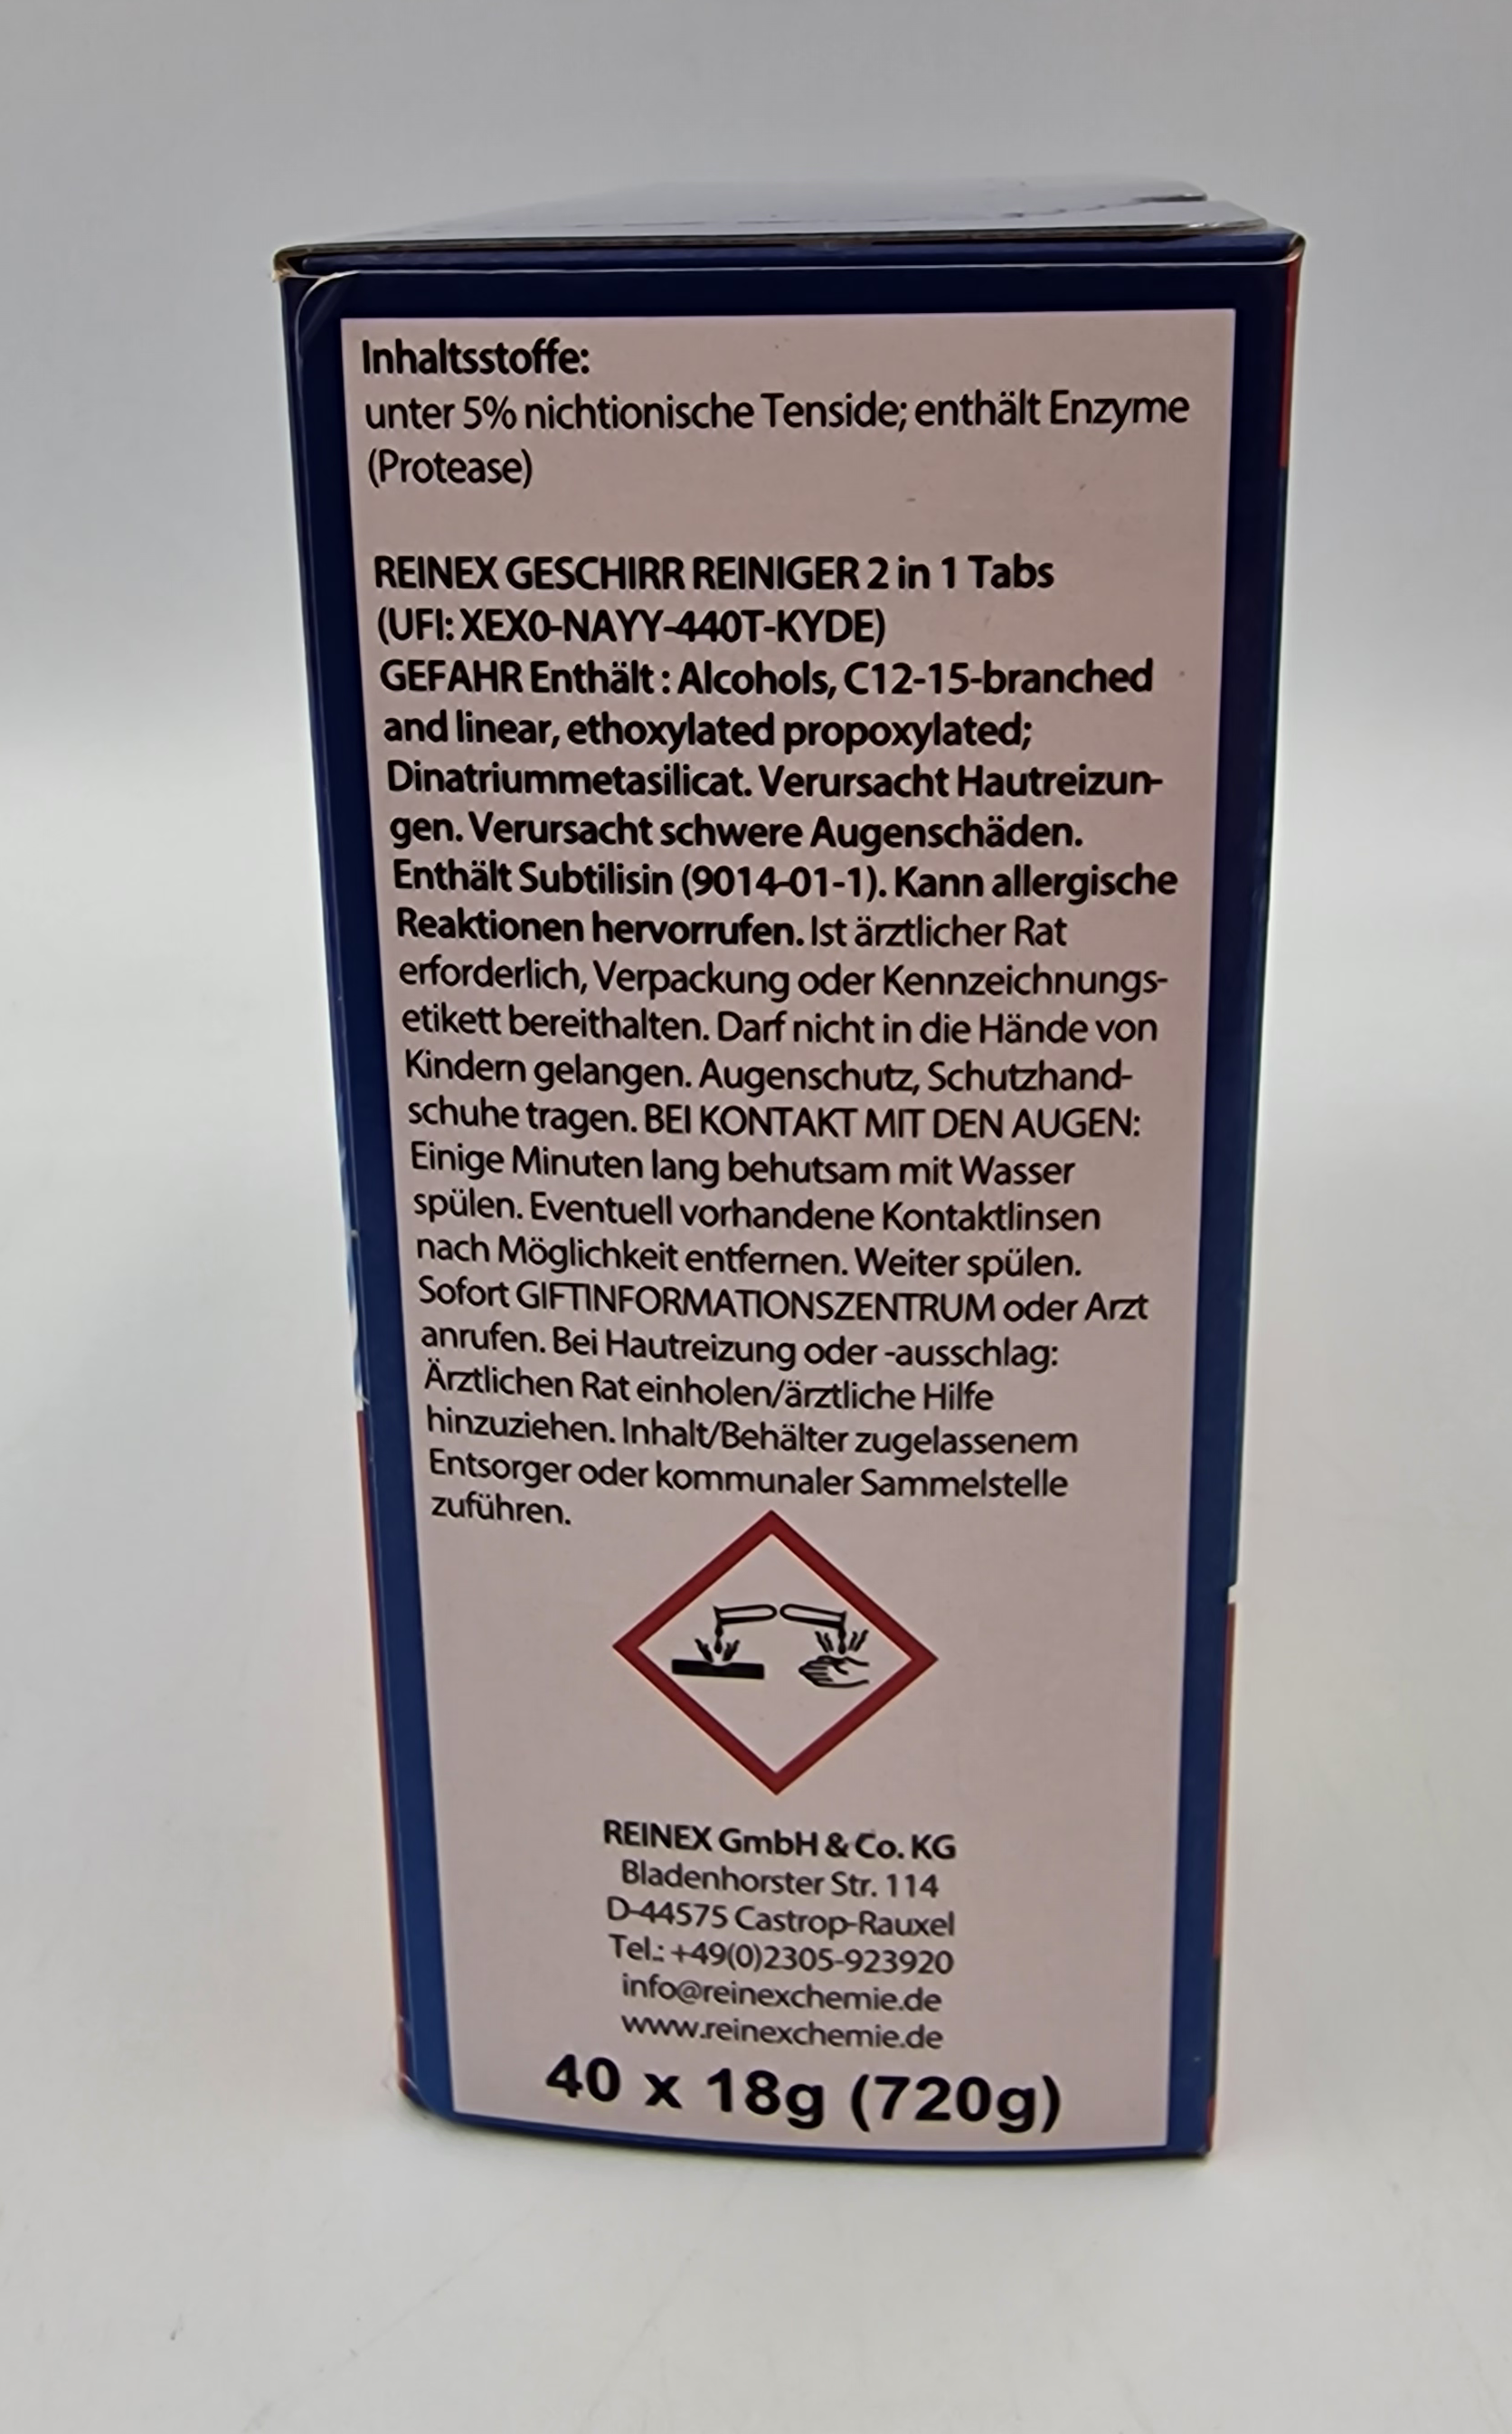 Inhaltsstoffe:
unter 5% nichtionische Tenside; enthält Enzyme
(Protease)
REINEX GESCHIRR REINIGER 2 in 1 Tabs
(UFI: XEX0-NAYY-440T-KYDE)
GEFAHR Enthält : Alcohols, C12-15-branched
and linear, ethoxylated propoxylated;
Dinatriummetasilicat. Verursacht Hautreizun-
gen. Verursacht schwere Augenschäden.
Enthält Subtilisin (9014-01-1). Kann allergische
Reaktionen hervorrufen. Ist ärztlicher Rat
erforderlich, Verpackung oder Kennzeichnungs-
etikett bereithalten. Darf nicht in die Hände von
Kindern gelangen. Augenschutz, Schutzhand-
schuhe tragen. BEI KONTAKT MIT DEN AUGEN:
Einige Minuten lang behutsam mit Wasser
spülen. Eventuell vorhandene Kontaktlinsen
nach Möglichkeit entfernen. Weiter spülen.
Sofort GIFTINFORMATIONSZENTRUM oder Arzt
anrufen. Bei Hautreizung oder -ausschlag:
Ärztlichen Rat einholen/ärztliche Hilfe
hinzuziehen. Inhalt/Behälter zugelassenem
Entsorger oder kommunaler Sammelstelle
zuführen.
REINEX GmbH & Co. KG
Bladenhorster Str. 114
D-44575 Castrop-Rauxel
Tel.: +49(0)2305-923920
info@reinexchemie.de
www.reinexchemie.de
40 x 18g (720g)